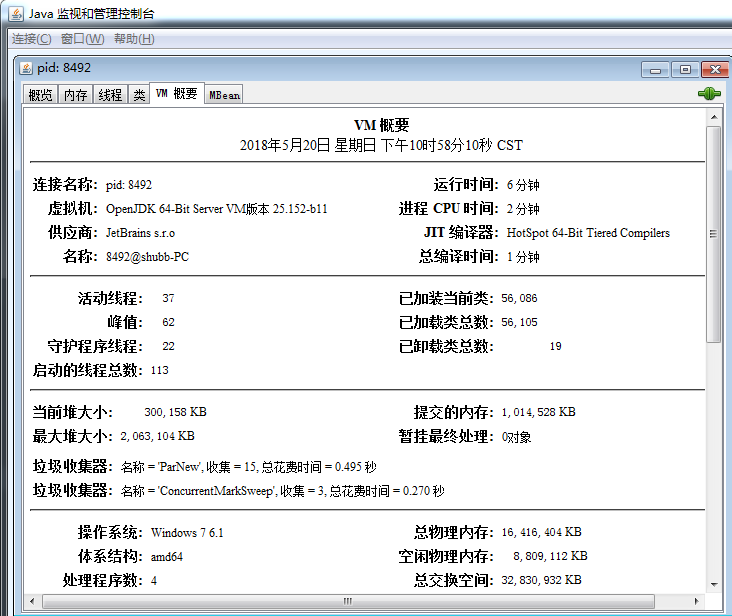 Java 监视和管理控制台
连接(C) 窗口(W) 帮助(H)
pid: 8492
概览 内存 线程 类 VM 概要 MBean
VM 概要
2018年5月20日 星期日 下午10时58分10秒 CST
连接名称: pid: 8492 运行时间: 6 分钟
虚拟机: OpenJDK 64-Bit Server VM版本 25.152-b11 进程 CPU 时间: 2 分钟
供应商: JetBrains s.r.o JIT 编译器: HotSpot 64-Bit Tiered Compilers
名称: 8492@shubb-PC 总编译时间: 1 分钟
活动线程: 37 已加装当前类: 56, 086
峰值: 62 已加载类总数: 56, 105
守护程序线程: 22 已卸载类总数: 19
启动的线程总数: 113
当前堆大小: 300, 158 KB 提交的内存: 1, 014, 528 KB
最大堆大小: 2, 063, 104 KB 暂挂最终处理: 0对象
垃圾收集器: 名称 = 'ParNew', 收集 = 15, 总花费时间 = 0.495 秒
垃圾收集器: 名称 = 'ConcurrentMarkSweep', 收集 = 3, 总花费时间 = 0.270 秒
操作系统: Windows 7 6.1 总物理内存: 16, 416, 404 KB
体系结构: amd64 空闲物理内存: 8, 809, 112 KB
处理程序数: 4 总交换空间: 32, 830, 932 KB